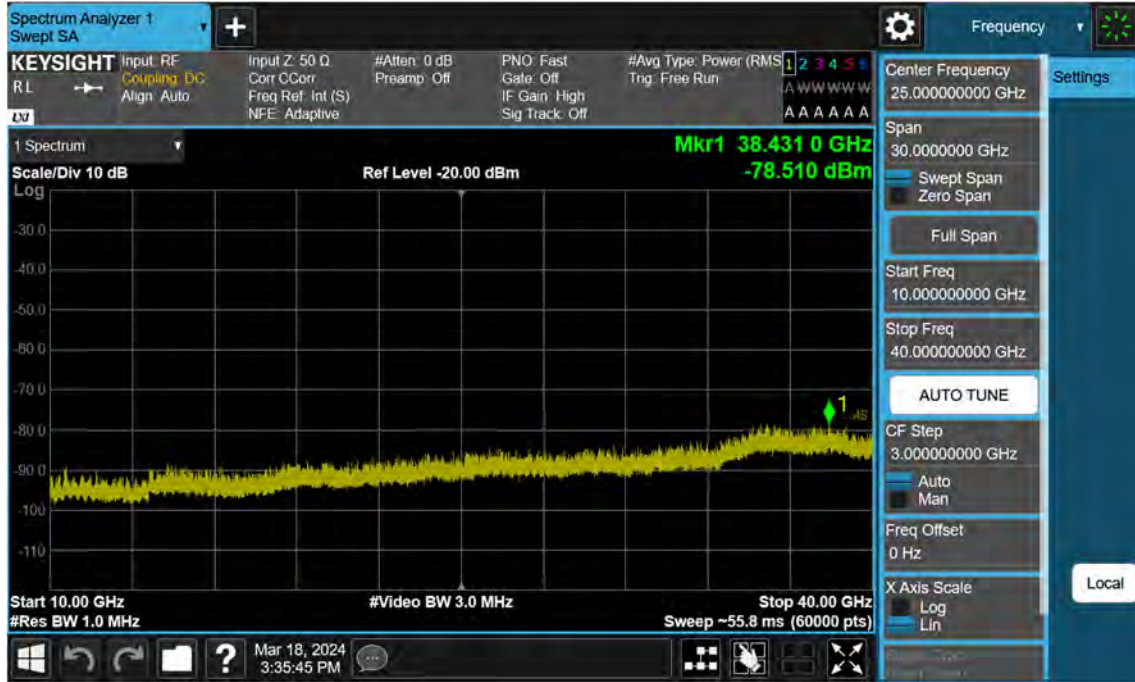 Spectrum Analyzer 1
Swept SA
Frequency
KEYSIGHT
RL
LXI
Input: RF
Coupling: DC
Align: Auto
Input Z: 50 Ω
Corr CCorr
Freq Ref: Int (S)
NFE: Adaptive
#Atten: 0 dB
Preamp: Off
PNO: Fast
Gate: Off
IF Gain: High
Sig Track: Off
#Avg Type: Power (RMS
Trig: Free Run
1 2 3 4 5 6
A W W W W W
A A A A A A
1 Spectrum
Scale/Div 10 dB
Log
Ref Level -20.00 dBm
Mkr1 38.431 0 GHz
-78.510 dBm
-30.0
-40.0
-50.0
-60.0
-70.0
-80.0
-90.0
-100
-110
1
Start 10.00 GHz
#Res BW 1.0 MHz
#Video BW 3.0 MHz
Stop 40.00 GHz
Sweep ~55.8 ms (60000 pts)
Center Frequency
25.000000000 GHz
Settings
Span
30.0000000 GHz
Swept Span
Zero Span
Full Span
Start Freq
10.000000000 GHz
Stop Freq
40.000000000 GHz
AUTO TUNE
CF Step
3.000000000 GHz
Auto
Man
Freq Offset
0 Hz
X Axis Scale
Log
Lin
Local
?
Mar 18, 2024
3:35:45 PM